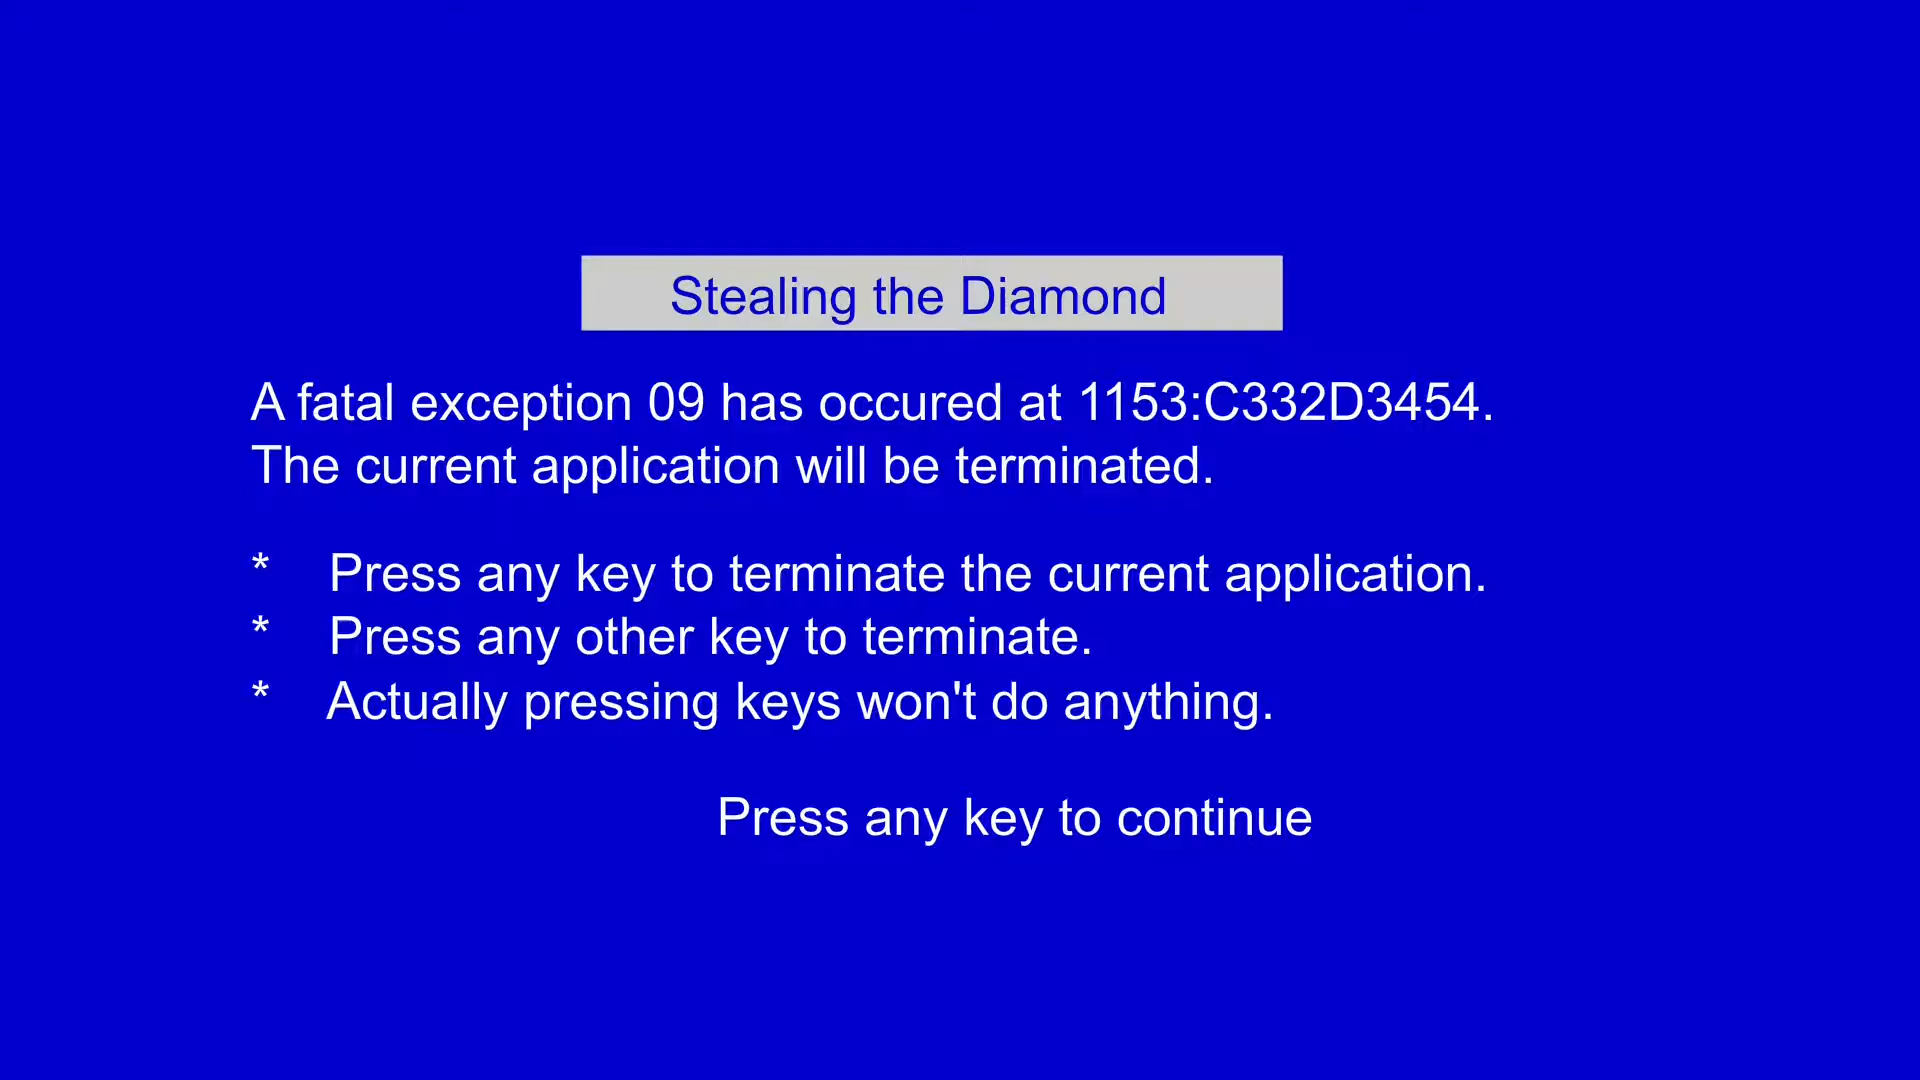 Stealing the Diamond
A fatal exception 09 has occured at 1153:C332D3454.
The current application will be terminated.
* Press any key to terminate the current application.
* Press any other key to terminate.
* Actually pressing keys won't do anything.
Press any key to continue